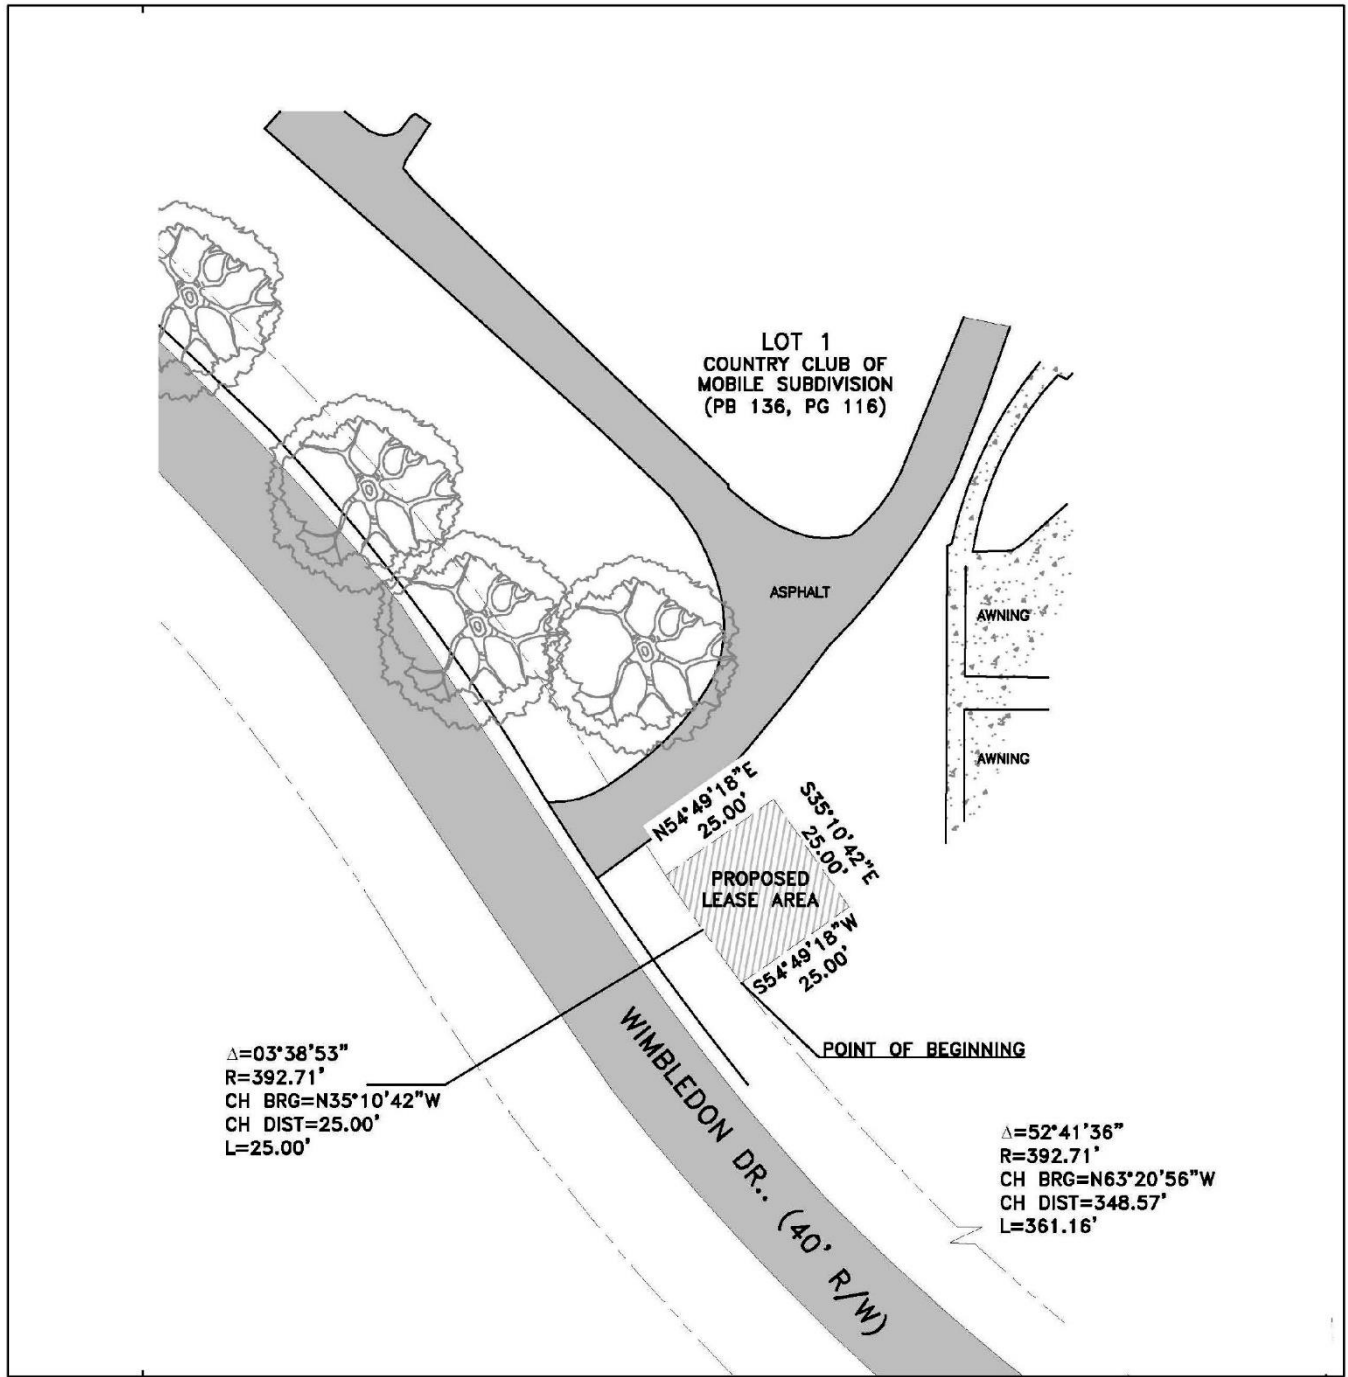 LOT 1
COUNTRY CLUB OF
MOBILE SUBDIVISION
(PB 136, PG 116)
ASPHALT
AWNING
AWNING
N54°49'18"E
25.00'
S35°10'42"E
25.00'
PROPOSED
LEASE AREA
S54°49'18"W
25.00'
POINT OF BEGINNING
WIMBLEDON DR.. (40' R/W)
Δ=03°38'53"
R=392.71'
CH BRG=N35°10'42"W
CH DIST=25.00'
L=25.00'
Δ=52°41'36"
R=392.71'
CH BRG=N63°20'56"W
CH DIST=348.57'
L=361.16'